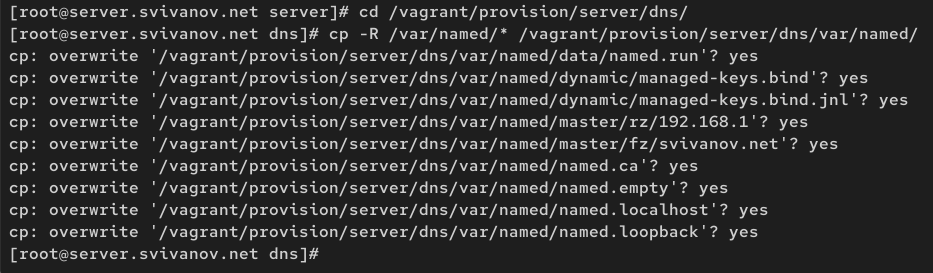 [root@server.svivanov.net server]# cd /vagrant/provision/server/dns/
[root@server.svivanov.net dns]# cp -R /var/named/* /vagrant/provision/server/dns/var/named/
cp: overwrite '/vagrant/provision/server/dns/var/named/data/named.run'? yes
cp: overwrite '/vagrant/provision/server/dns/var/named/dynamic/managed-keys.bind'? yes
cp: overwrite '/vagrant/provision/server/dns/var/named/dynamic/managed-keys.bind.jnl'? yes
cp: overwrite '/vagrant/provision/server/dns/var/named/master/rz/192.168.1'? yes
cp: overwrite '/vagrant/provision/server/dns/var/named/master/fz/svivanov.net'? yes
cp: overwrite '/vagrant/provision/server/dns/var/named/named.ca'? yes
cp: overwrite '/vagrant/provision/server/dns/var/named/named.empty'? yes
cp: overwrite '/vagrant/provision/server/dns/var/named/named.localhost'? yes
cp: overwrite '/vagrant/provision/server/dns/var/named/named.loopback'? yes
[root@server.svivanov.net dns]#